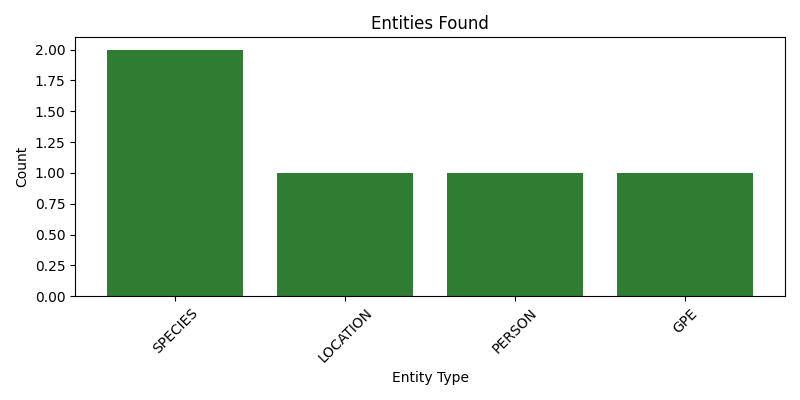 Entities Found
Count
2.00
1.75
1.50
1.25
1.00
0.75
0.50
0.25
0.00
SPECIES
LOCATION
PERSON
GPE
Entity Type